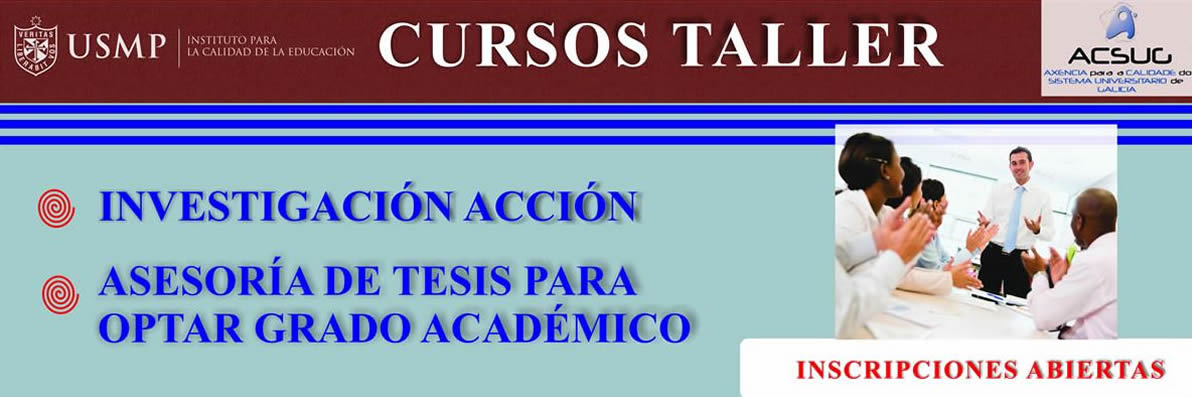 VERITAS
LIBERABIT VOS
USMP
INSTITUTO PARA
LA CALIDAD DE LA EDUCACIÓN
CURSOS TALLER
ACSUG
AXENCIA para a CALIDADE do
SISTEMA UNIVERSITARIO de
GALICIA
INVESTIGACIÓN ACCIÓN
ASESORÍA DE TESIS PARA
OPTAR GRADO ACADÉMICO
INSCRIPCIONES ABIERTAS